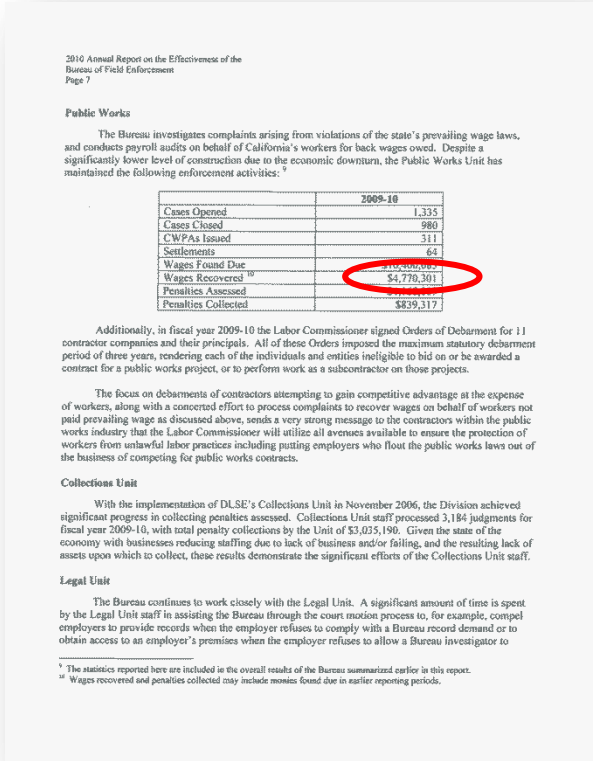 2010 Annual Report on the Effectiveness of the
Bureau of Field Enforcement
Page 7
Public Works
The Bureau investigates complaints arising from violations of the state's prevailing wage laws,
and conducts payroll audits on behalf of California's workers for back wages owed. Despite a
significantly lower level of construction due to the economic downturn, the Public Works Unit has
maintained the following enforcement activities: 9
2009-10
Cases Opened 1,335
Cases Closed 980
CWPAs Issued 311
Settlements 64
Wages Found Due
Wages Recovered 10 $4,770,301
Penalties Assessed
Penalties Collected $839,317
Additionally, in fiscal year 2009-10 the Labor Commissioner signed Orders of Debarment for 11
contractor companies and their principals. All of these Orders imposed the maximum statutory debarment
period of three years, rendering each of the individuals and entities ineligible to bid on or be awarded a
contract for a public works project, or to perform work as a subcontractor on those projects.
The focus on debarments of contractors attempting to gain competitive advantage at the expense
of workers, along with a concerted effort to process complaints to recover wages on behalf of workers not
paid prevailing wage as discussed above, sends a very strong message to the contractors within the public
works industry that the Labor Commissioner will utilize all avenues available to ensure the protection of
workers from unlawful labor practices including putting employers who flout the public works laws out of
the business of competing for public works contracts.
Collections Unit
With the implementation of DLSE's Collections Unit in November 2006, the Division achieved
significant progress in collecting penalties assessed. Collections Unit staff processed 3,184 judgments for
fiscal year 2009-10, with total penalty collections by the Unit of $3,035,190. Given the state of the
economy with businesses reducing staffing due to lack of business and/or failing, and the resulting lack of
assets upon which to collect, these results demonstrate the significant efforts of the Collections Unit staff.
Legal Unit
The Bureau continues to work closely with the Legal Unit. A significant amount of time is spent
by the Legal Unit staff in assisting the Bureau through the court motion process to, for example, compel
employers to provide records when the employer refuses to comply with a Bureau record demand or to
obtain access to an employer's premises when the employer refuses to allow a Bureau investigator to
9 The statistics reported here are included in the overall results of the Bureau summarized earlier in this report.
10 Wages recovered and penalties collected may include monies found due in earlier reporting periods.